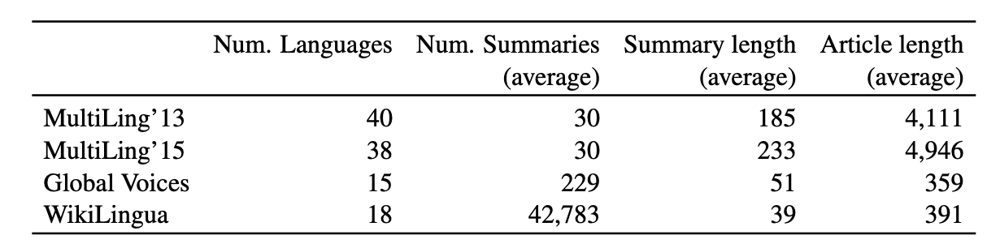 Num. Languages Num. Summaries Summary length Article length
(average) (average) (average)
MultiLing’13 40 30 185 4,111
MultiLing’15 38 30 233 4,946
Global Voices 15 229 51 359
WikiLingua 18 42,783 39 391